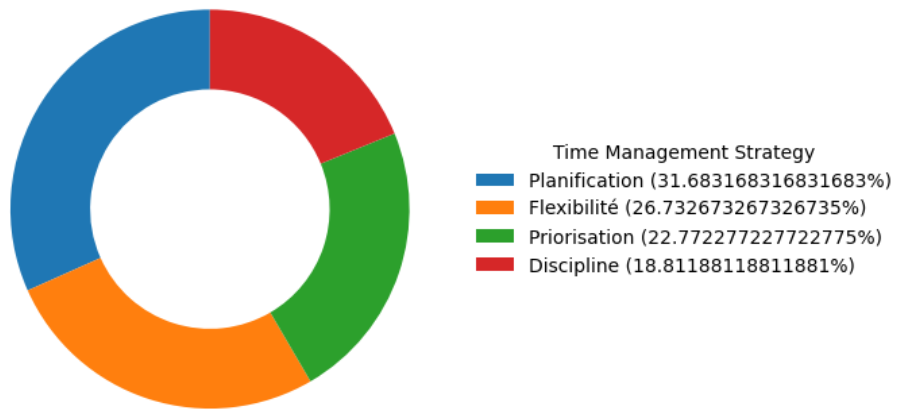 Time Management Strategy
Planification (31.683168316831683%)
Flexibilité (26.732673267326735%)
Priorisation (22.772277227722775%)
Discipline (18.81188118811881%)